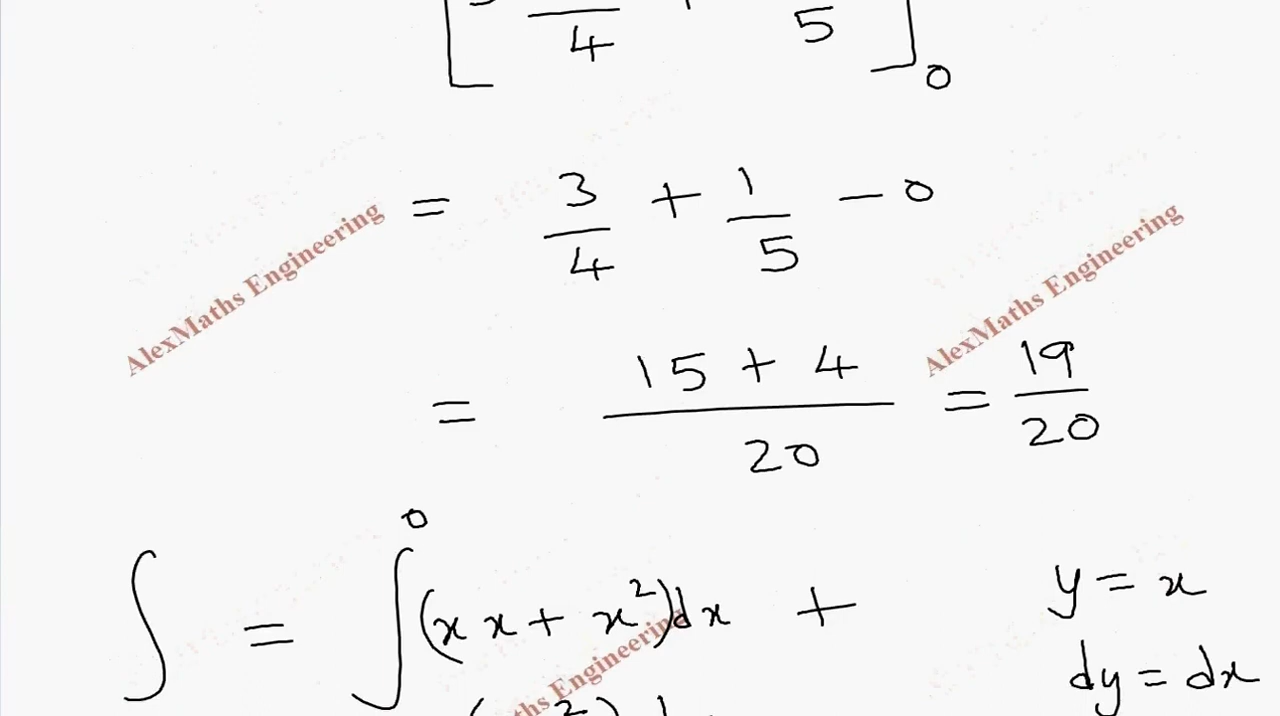 4 5 0
= 3/4 + 1/5 - 0
AlexMaths Engineering AlexMaths Engineering
= (15 + 4)/20 = 19/20
∫ = ∫⁰ (x x + x²)dx + y = x
dy = dx